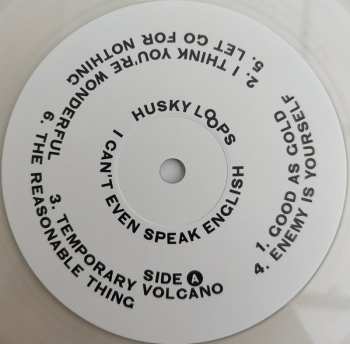 HUSKY LOOPS
I CAN'T EVEN SPEAK ENGLISH
SIDE A
1. GOOD AS GOLD
2. I THINK YOU'RE WONDERFUL
3. TEMPORARY VOLCANO
4. ENEMY IS YOURSELF
5. LET GO FOR NOTHING
6. THE REASONABLE THING